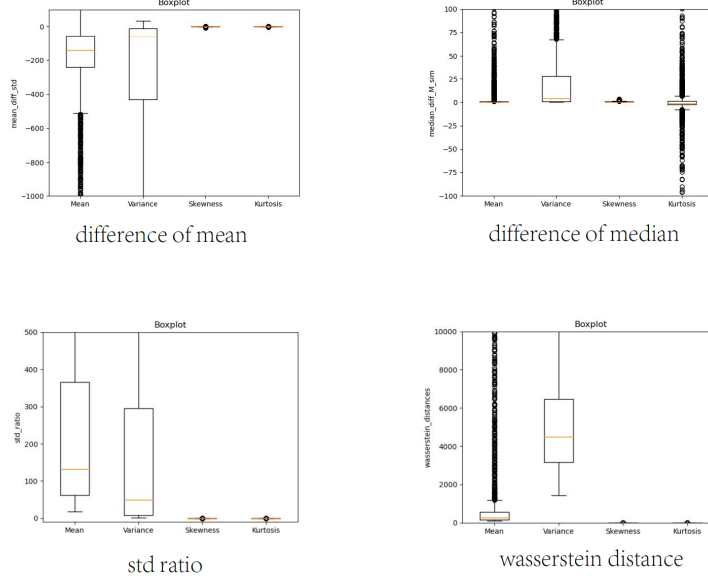 Boxplot
mean_diff_std
0
−200
−400
−600
−800
−1000
Mean Variance Skewness Kurtosis
difference of mean
Boxplot
median_diff_M_sim
100
75
50
25
0
−25
−50
−75
−100
Mean Variance Skewness Kurtosis
difference of median
Boxplot
std_ratio
500
400
300
200
100
0
Mean Variance Skewness Kurtosis
std ratio
Boxplot
wasserstein_distances
10000
8000
6000
4000
2000
0
Mean Variance Skewness Kurtosis
wasserstein distance